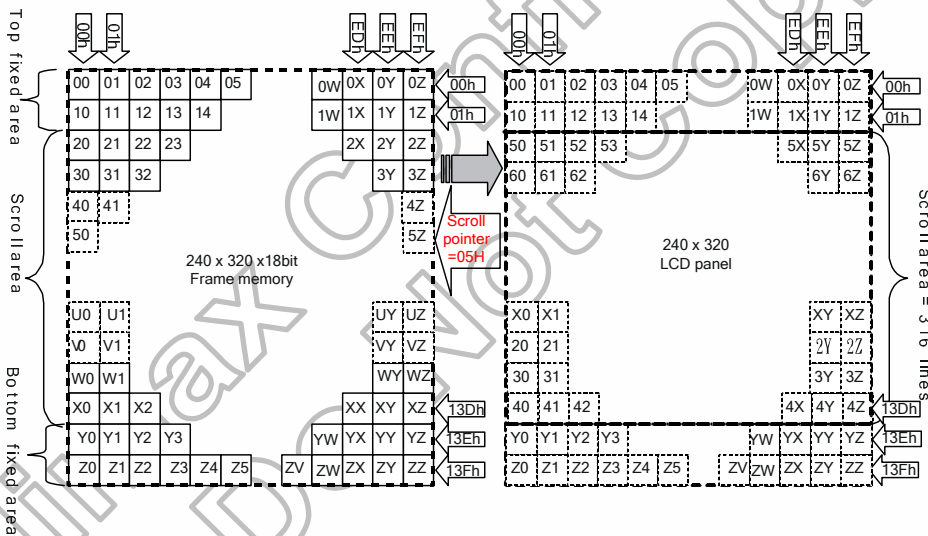 00h 01h EDh EEh EFh 00h 01h EDh EEh EFh
Top fixed area
00 01 02 03 04 05 0W 0X 0Y 0Z 00h 00 01 02 03 04 05 0W 0X 0Y 0Z 00h
10 11 12 13 14 1W 1X 1Y 1Z 01h 10 11 12 13 14 1W 1X 1Y 1Z 01h
20 21 22 23 2X 2Y 2Z 50 51 52 53 5X 5Y 5Z
30 31 32 3Y 3Z 60 61 62 6Y 6Z
Scroll area
40 41 4Z
50 5Z
Scroll
pointer
=05H
240 x 320 x18bit
Frame memory
240 x 320
LCD panel
Scroll area = 316 lines
U0 U1 UY UZ X0 X1 XY XZ
V0 V1 VY VZ 20 21 2Y 2Z
W0 W1 WY WZ 30 31 3Y 3Z
X0 X1 X2 XX XY XZ 13Dh 40 41 42 4X 4Y 4Z 13Dh
Bottom fixed area
Y0 Y1 Y2 Y3 YW YX YY YZ 13Eh Y0 Y1 Y2 Y3 YW YX YY YZ 13Eh
Z0 Z1 Z2 Z3 Z4 Z5 ZV ZW ZX ZY ZZ 13Fh Z0 Z1 Z2 Z3 Z4 Z5 ZV ZW ZX ZY ZZ 13Fh